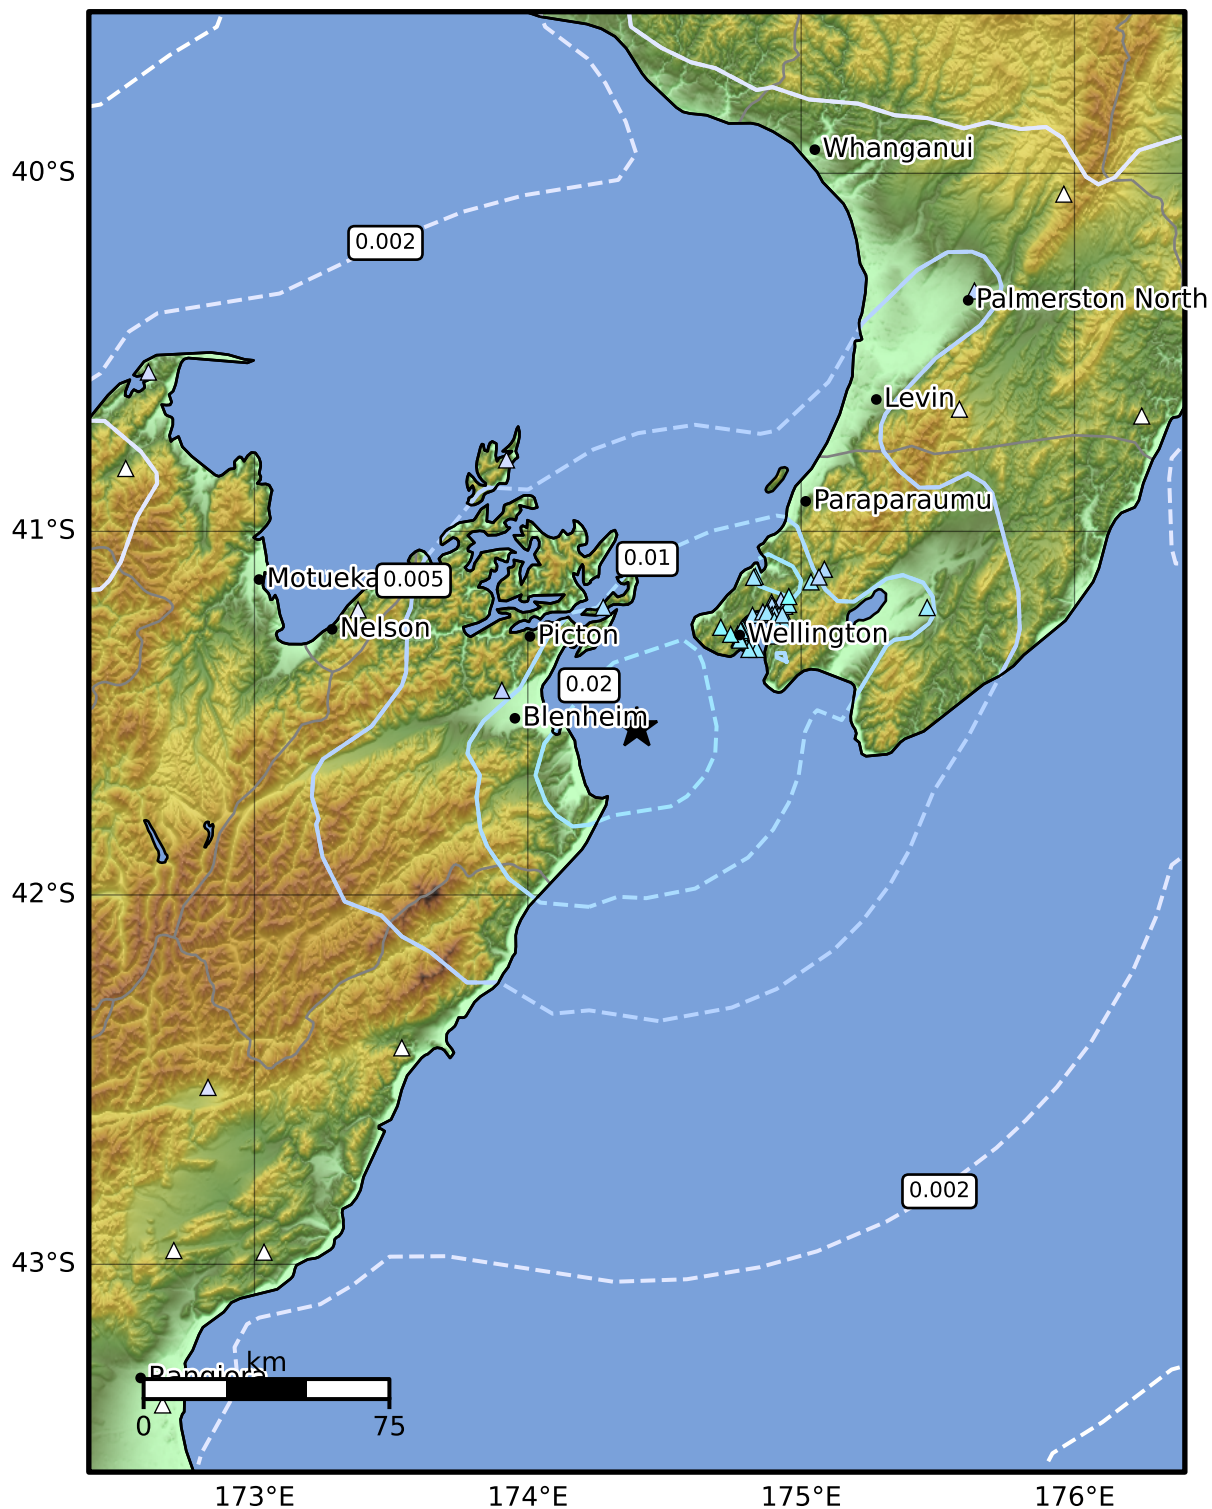 Whanganui
40°S
0.002
Palmerston North
Levin
Paraparaumu
41°S
0.01
Motueka
0.005
Nelson
Picton
Wellington
0.02
Blenheim
42°S
0.002
43°S
km
Rangiora
0
75
173°E
174°E
175°E
176°E